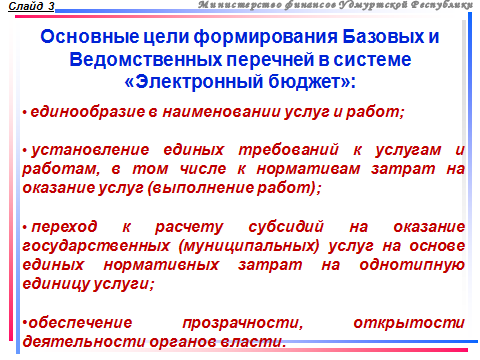 Слайд 3
Министерство финансов Удмуртской Республики
Основные цели формирования Базовых и
Ведомственных перечней в системе
«Электронный бюджет»:
• единообразие в наименовании услуг и работ;
• установление единых требований к услугам и
работам, в том числе к нормативам затрат на
оказание услуг (выполнение работ);
• переход к расчету субсидий на оказание
государственных (муниципальных) услуг на основе
единых нормативных затрат на однотипную
единицу услуги;
•обеспечение прозрачности, открытости
деятельности органов власти.